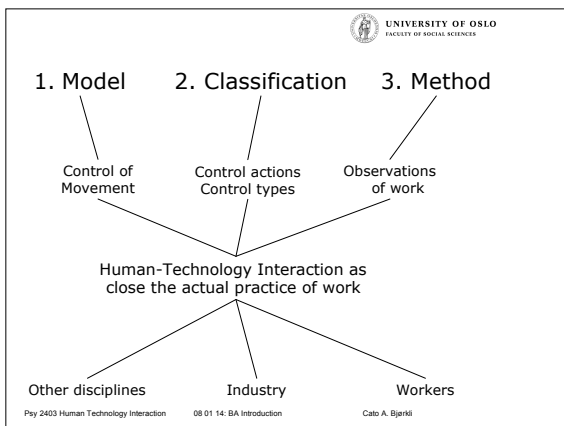 UNIVERSITY OF OSLO
FACULTY OF SOCIAL SCIENCES
1. Model 2. Classification 3. Method
Control of Movement
Control actions
Control types
Observations of work
Human-Technology Interaction as
close the actual practice of work
Other disciplines Industry Workers
Psy 2403 Human Technology Interaction 08 01 14: BA Introduction Cato A. Bjørkli